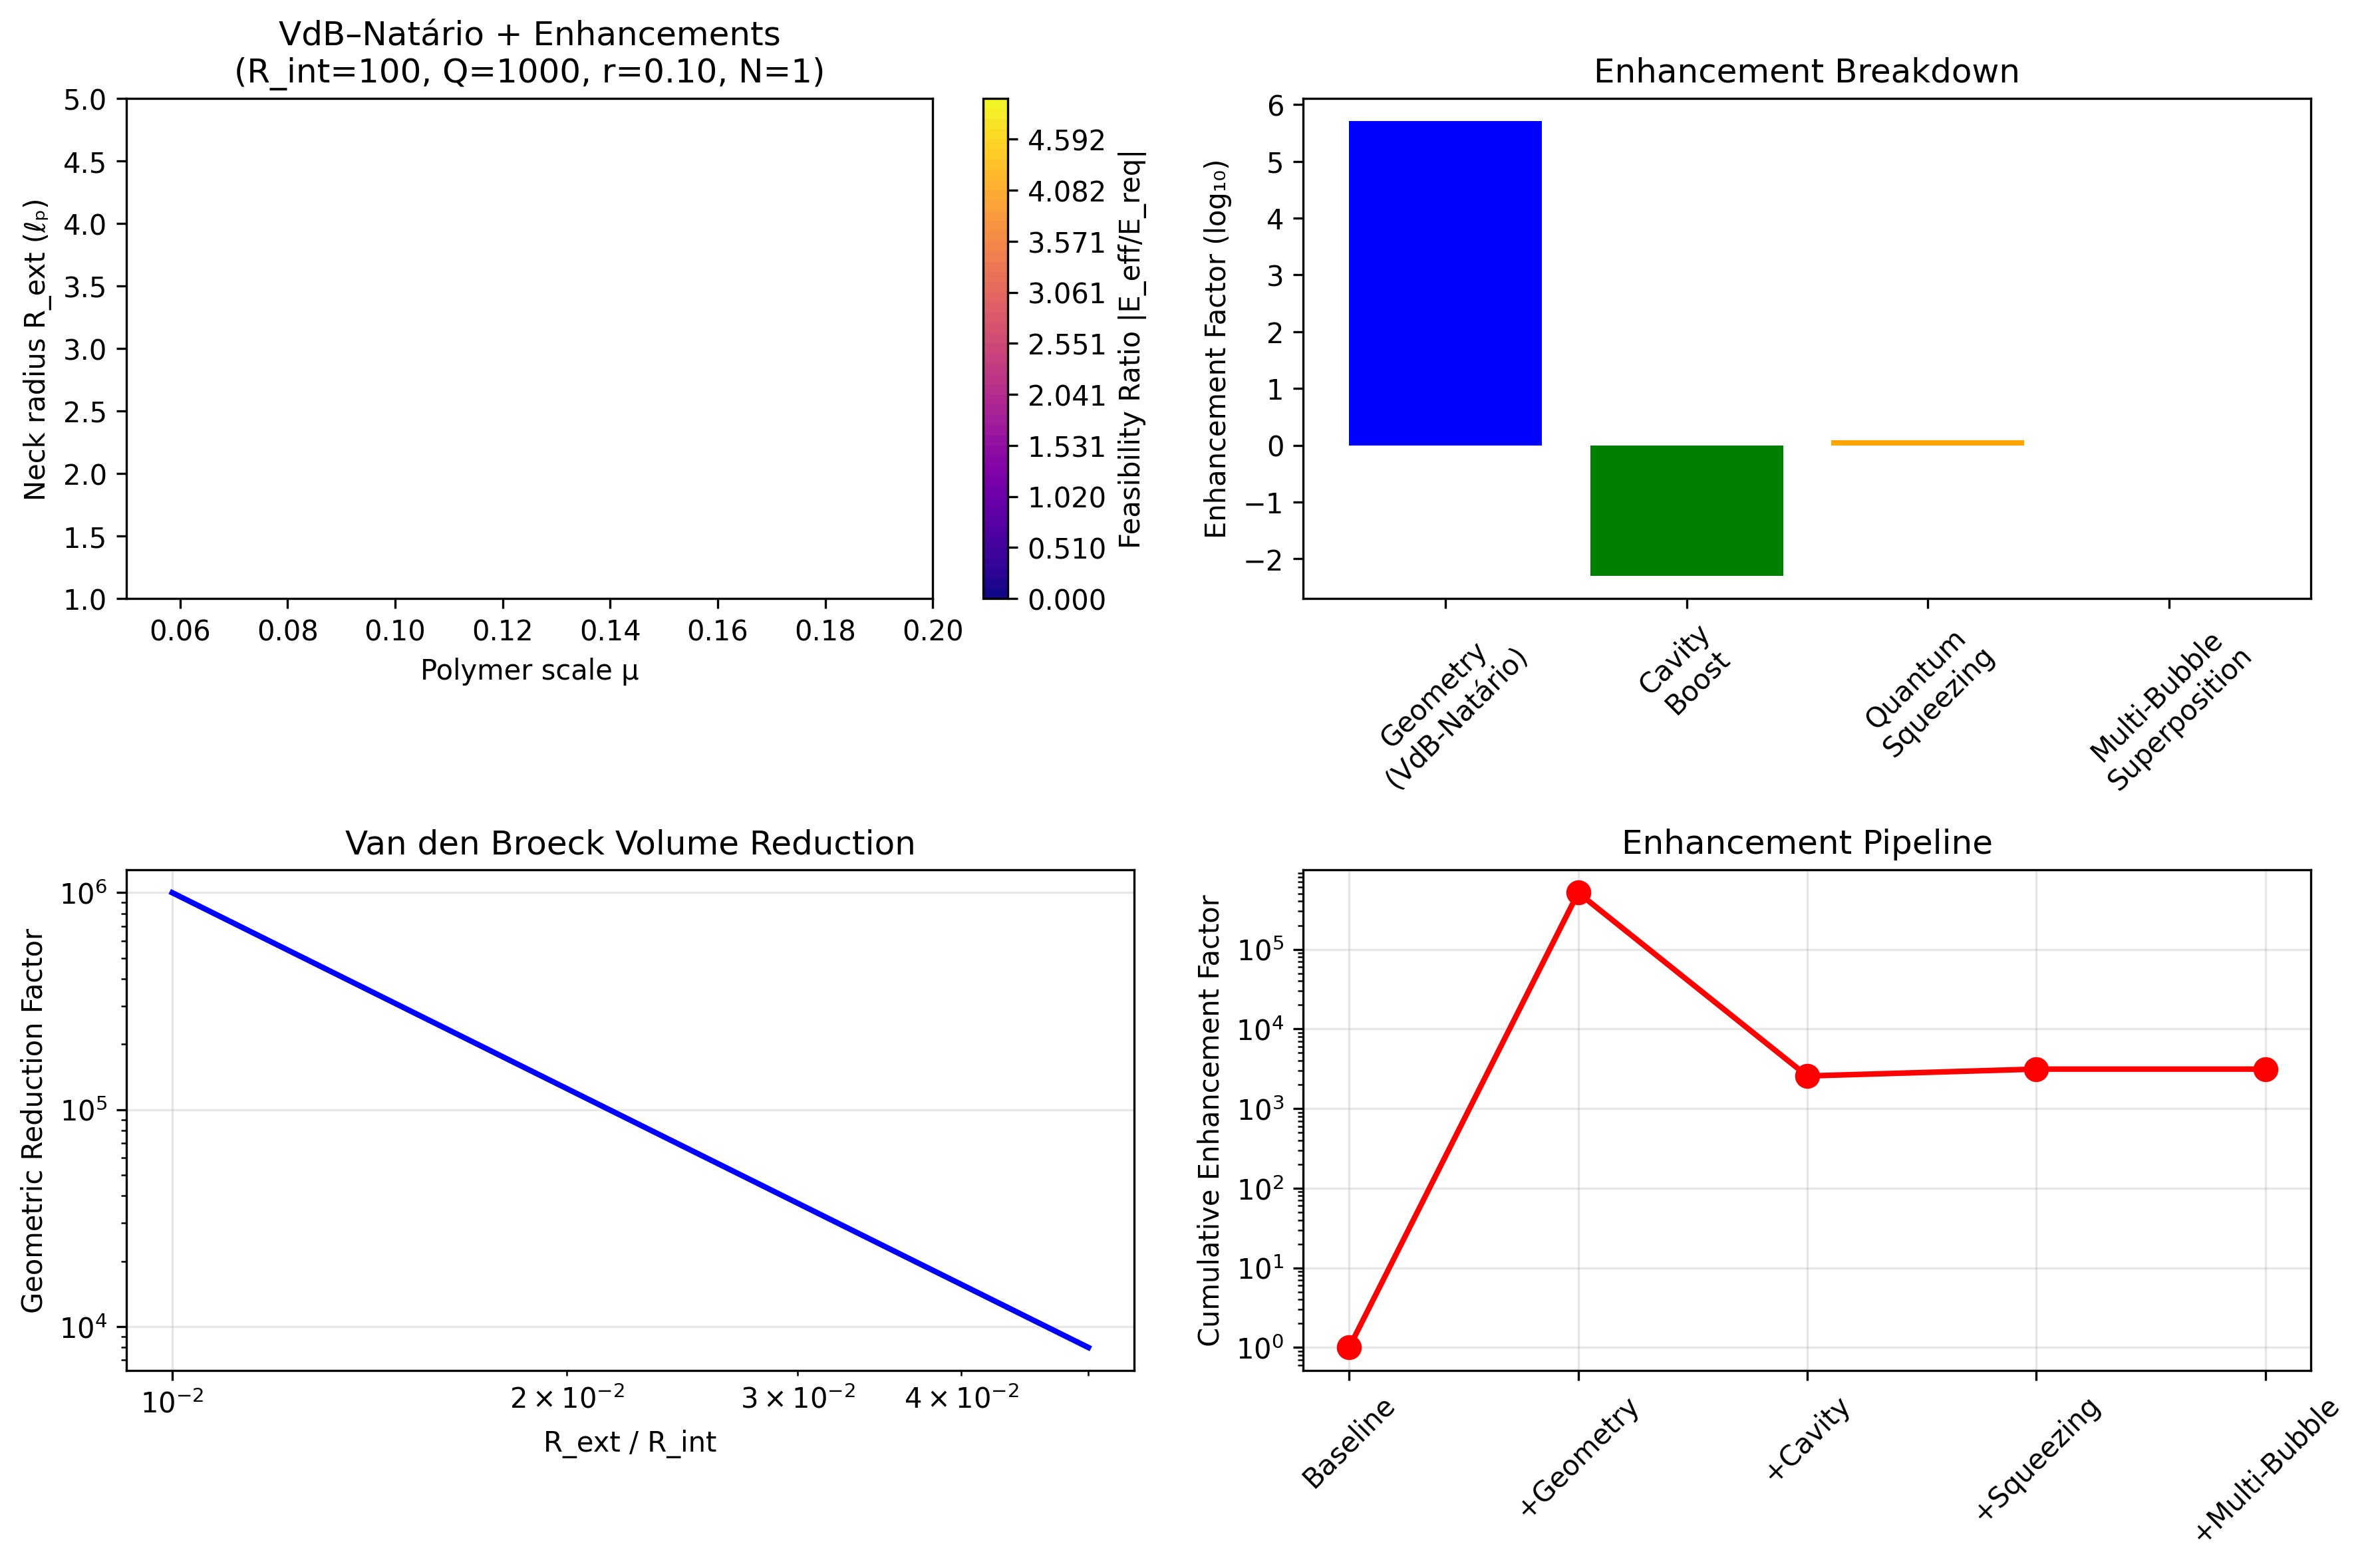 VdB–Natário + Enhancements
(R_int=100, Q=1000, r=0.10, N=1)
5.0
4.5
4.0
3.5
3.0
2.5
2.0
1.5
1.0
Neck radius R_ext (ℓₚ)
0.06 0.08 0.10 0.12 0.14 0.16 0.18 0.20
Polymer scale μ
4.592
4.082
3.571
3.061
2.551
2.041
1.531
1.020
0.510
0.000
Feasibility Ratio |E_eff/E_req|
Enhancement Breakdown
6
5
4
3
2
1
0
−1
−2
Enhancement Factor (log₁₀)
Geometry
(VdB-Natário)
Cavity
Boost
Quantum
Squeezing
Multi-Bubble
Superposition
Van den Broeck Volume Reduction
10⁶
10⁵
10⁴
Geometric Reduction Factor
10⁻² 2×10⁻² 3×10⁻² 4×10⁻²
R_ext / R_int
Enhancement Pipeline
10⁵
10⁴
10³
10²
10¹
10⁰
Cumulative Enhancement Factor
Baseline
+Geometry
+Cavity
+Squeezing
+Multi-Bubble